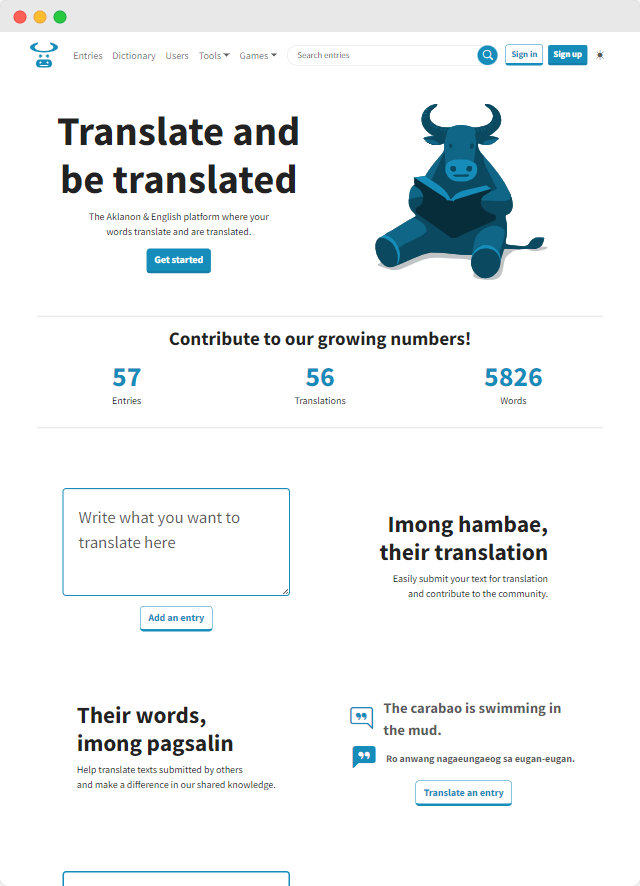 Entries Dictionary Users Tools Games Search entries Sign in Sign up
Translate and
be translated
The Aklanon & English platform where your
words translate and are translated.
Get started
Contribute to our growing numbers!
57 56 5826
Entries Translations Words
Write what you want to
translate here
Add an entry
Imong hambae,
their translation
Easily submit your text for translation
and contribute to the community.
Their words,
imong pagsalin
Help translate texts submitted by others
and make a difference in our shared knowledge.
The carabao is swimming in
the mud.
Ro anwang nagaeungaeog sa eugan-eugan.
Translate an entry